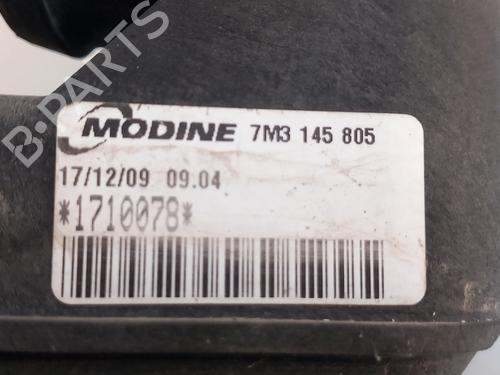 MODINE 7M3 145 805
17/12/09 09.04
*1710078*
B-PARTS